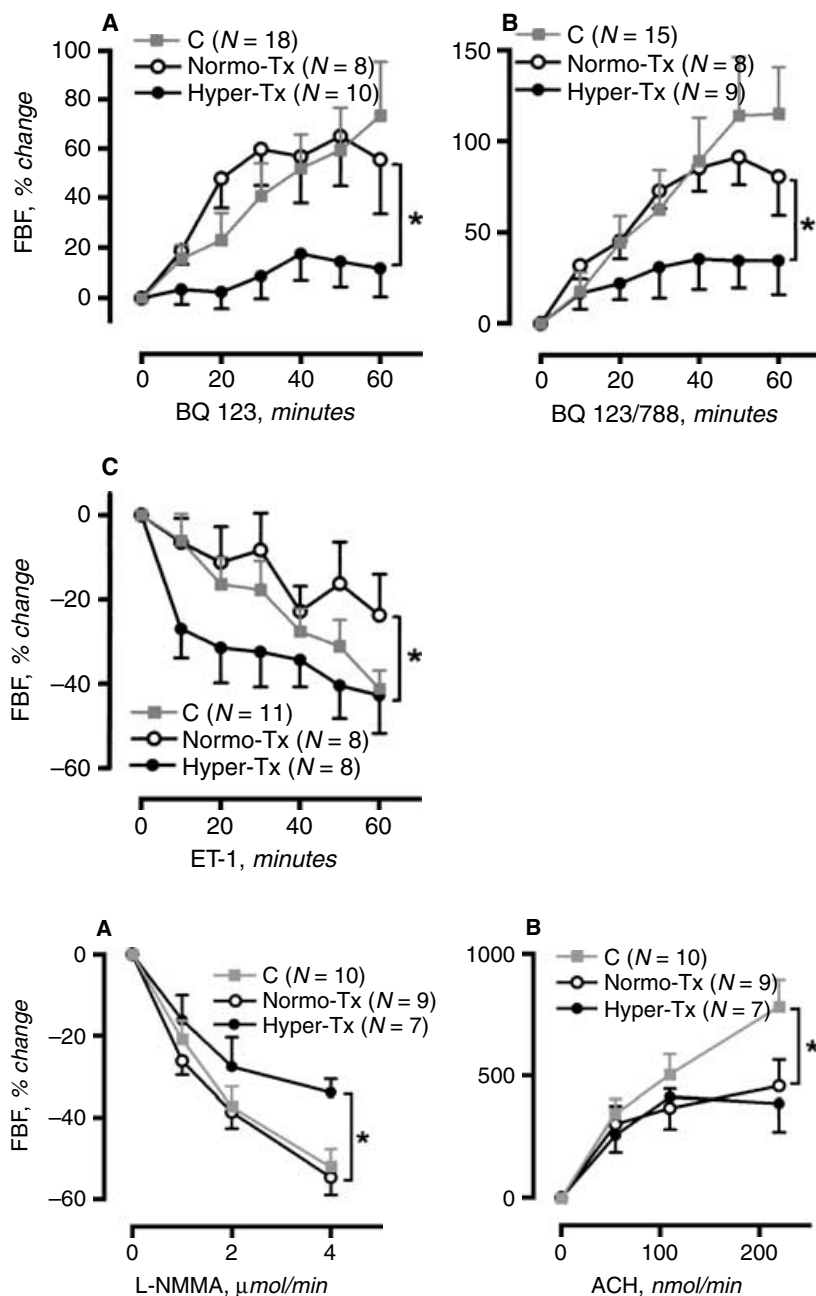 A
C (N = 18)
Normo-Tx (N = 8)
Hyper-Tx (N = 10)
100
80
60
40
20
0
FBF, % change
*
0 20 40 60
BQ 123, minutes
B
C (N = 15)
Normo-Tx (N = 8)
Hyper-Tx (N = 9)
150
100
50
0
*
0 20 40 60
BQ 123/788, minutes
C
0
−20
−40
−60
FBF, % change
*
C (N = 11)
Normo-Tx (N = 8)
Hyper-Tx (N = 8)
0 20 40 60
ET-1, minutes
A
0
−20
−40
−60
FBF, % change
C (N = 10)
Normo-Tx (N = 9)
Hyper-Tx (N = 7)
*
0 2 4
L-NMMA, μmol/min
B
1000
500
0
C (N = 10)
Normo-Tx (N = 9)
Hyper-Tx (N = 7)
*
0 100 200
ACH, nmol/min